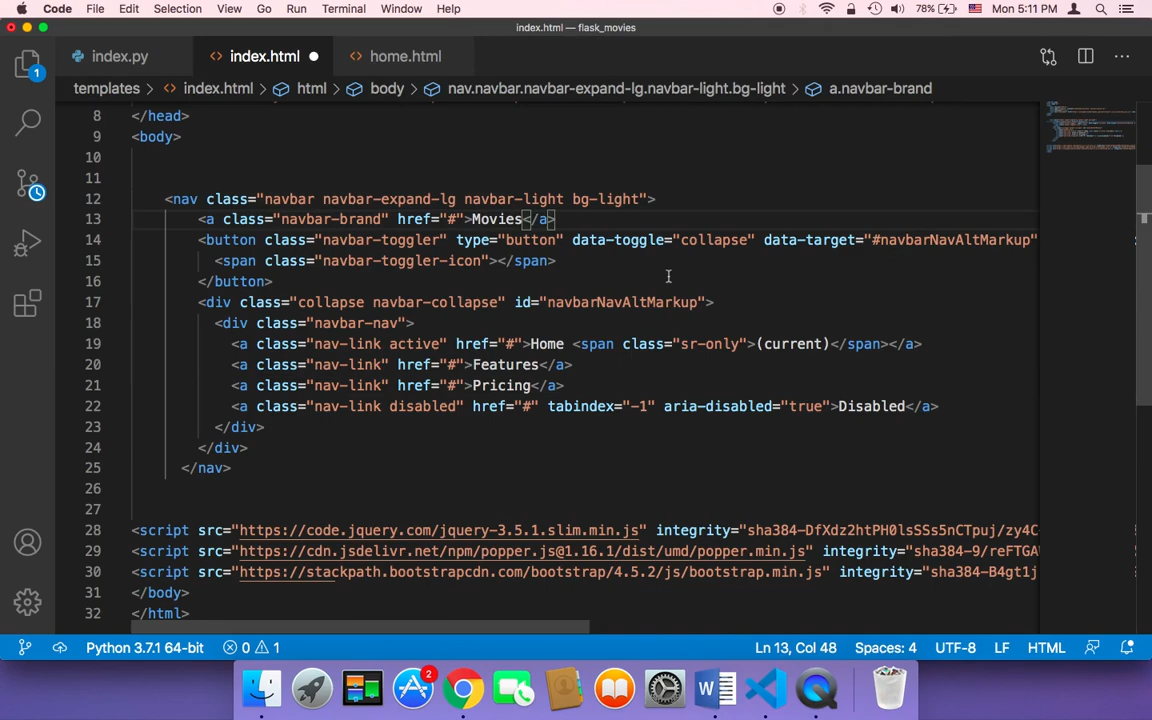 Code File Edit Selection View Go Run Terminal Window Help 78% Mon 5:11 PM
index.html — flask_movies
index.py index.html home.html
1
templates > index.html > html > body > nav.navbar.navbar-expand-lg.navbar-light.bg-light > a.navbar-brand
8 </head>
9 <body>
10
11
12 <nav class="navbar navbar-expand-lg navbar-light bg-light">
13 <a class="navbar-brand" href="#">Movies</a>
14 <button class="navbar-toggler" type="button" data-toggle="collapse" data-target="#navbarNavAltMarkup"
15 <span class="navbar-toggler-icon"></span>
16 </button>
17 <div class="collapse navbar-collapse" id="navbarNavAltMarkup">
18 <div class="navbar-nav">
19 <a class="nav-link active" href="#">Home <span class="sr-only">(current)</span></a>
20 <a class="nav-link" href="#">Features</a>
21 <a class="nav-link" href="#">Pricing</a>
22 <a class="nav-link disabled" href="#" tabindex="-1" aria-disabled="true">Disabled</a>
23 </div>
24 </div>
25 </nav>
26
27
28 <script src="https://code.jquery.com/jquery-3.5.1.slim.min.js" integrity="sha384-DfXdz2htPH0lsSSs5nCTpuj/zy4C
29 <script src="https://cdn.jsdelivr.net/npm/popper.js@1.16.1/dist/umd/popper.min.js" integrity="sha384-9/reFTGA
30 <script src="https://stackpath.bootstrapcdn.com/bootstrap/4.5.2/js/bootstrap.min.js" integrity="sha384-B4gt1j
31 </body>
32 </html>
Python 3.7.1 64-bit 0 1 Ln 13, Col 48 Spaces: 4 UTF-8 LF HTML
2